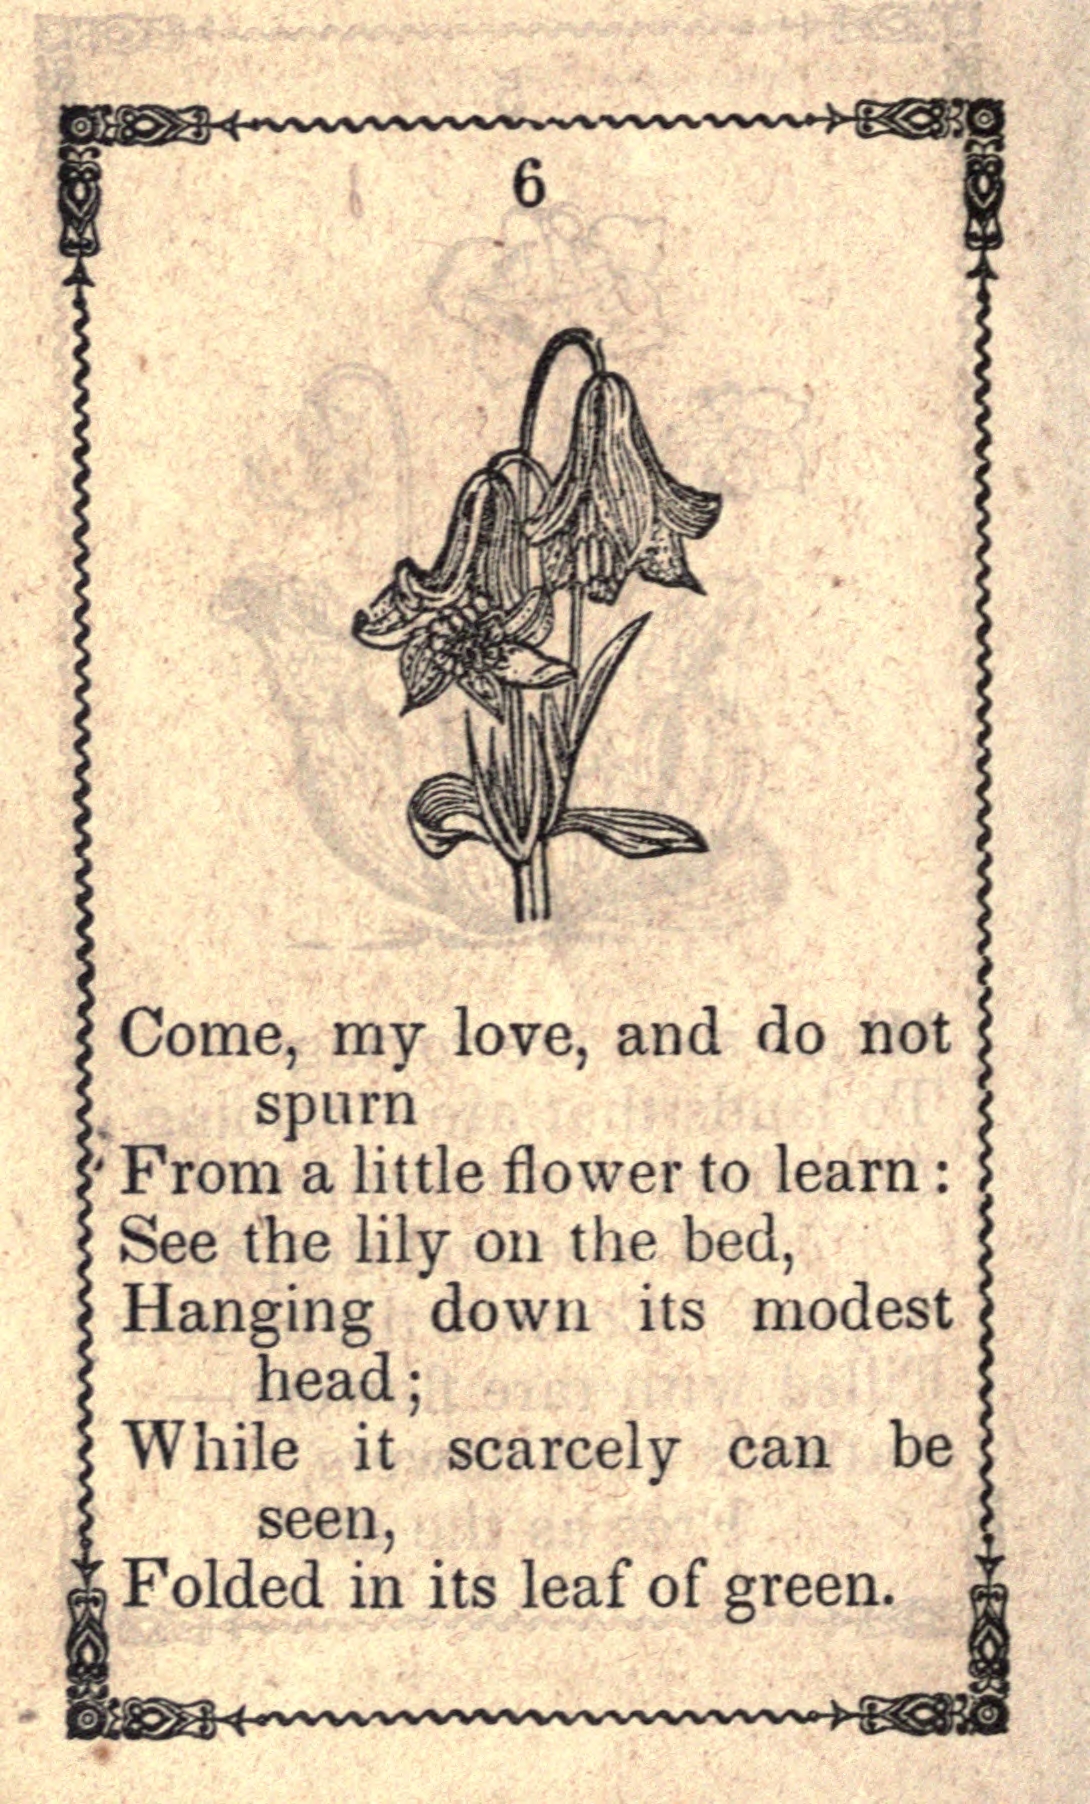 6
Come, my love, and do not
spurn
From a little flower to learn :
See the lily on the bed,
Hanging down its modest
head ;
While it scarcely can be
seen,
Folded in its leaf of green.